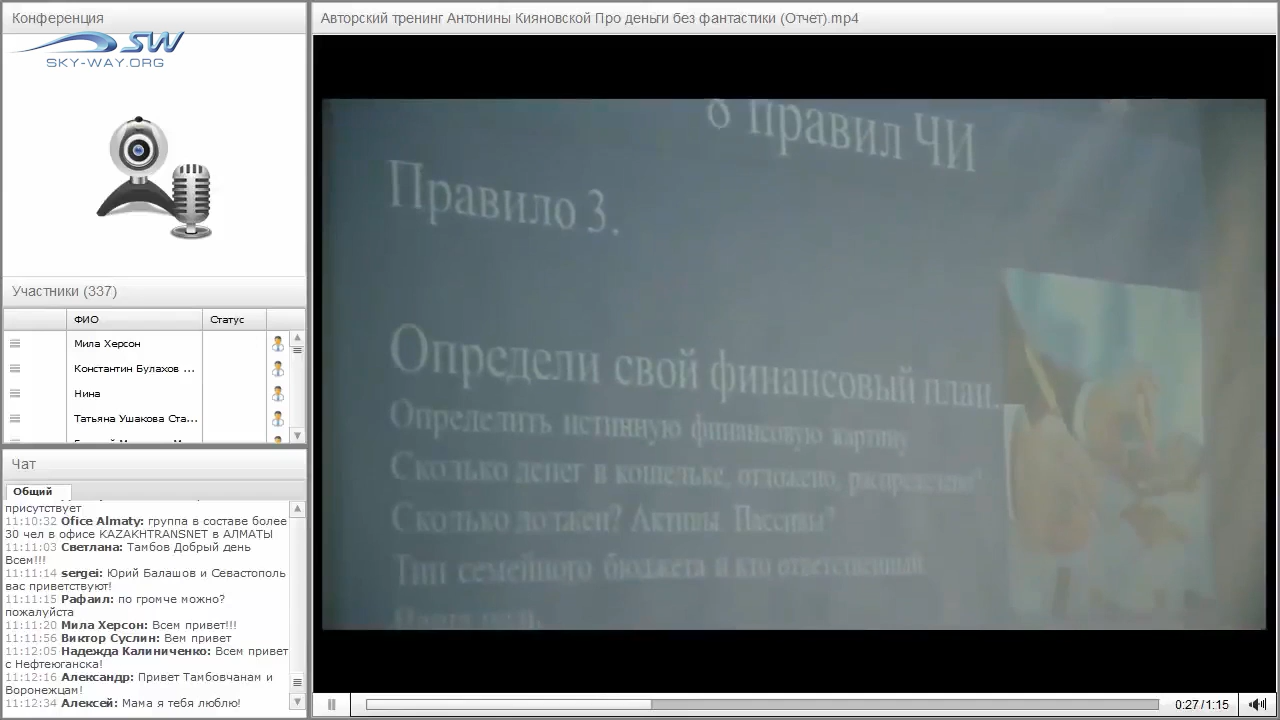 Конференция
SW
SKY-WAY.ORG
Участники (337)
ФИО
Статус
Мила Херсон
Константин Булахов ...
Нина
Татьяна Ушакова Ста...
Чат
Общий
присутствует
11:10:32 Ofice Almaty: группа в составе более
30 чел в офисе KAZAKHTRANSNET в АЛМАТЫ
11:11:03 Светлана: Тамбов Добрый день
Всем!!!
11:11:14 sergei: Юрий Балашов и Севастополь
вас приветствуют!
11:11:15 Рафаил: по громче можно?
пожалуйста
11:11:20 Мила Херсон: Всем привет!!!
11:11:56 Виктор Суслин: Вем привет
11:12:05 Надежда Калиниченко: Всем привет
с Нефтеюганска!
11:12:16 Александр: Привет Тамбовчанам и
Воронежцам!
11:12:34 Алексей: Мама я тебя люблю!
Авторский тренинг Антонины Кияновской Про деньги без фантастики (Отчет).mp4
8 правил ЧИ
Правило 3.
Определи свой финансовый план.
Определить истинную финансовую картину
Сколько денег в кошельке, отложено, распределено?
Сколько должен? Активы. Пассивы?
Тип семейного бюджета и кто ответственный
0:27/1:15